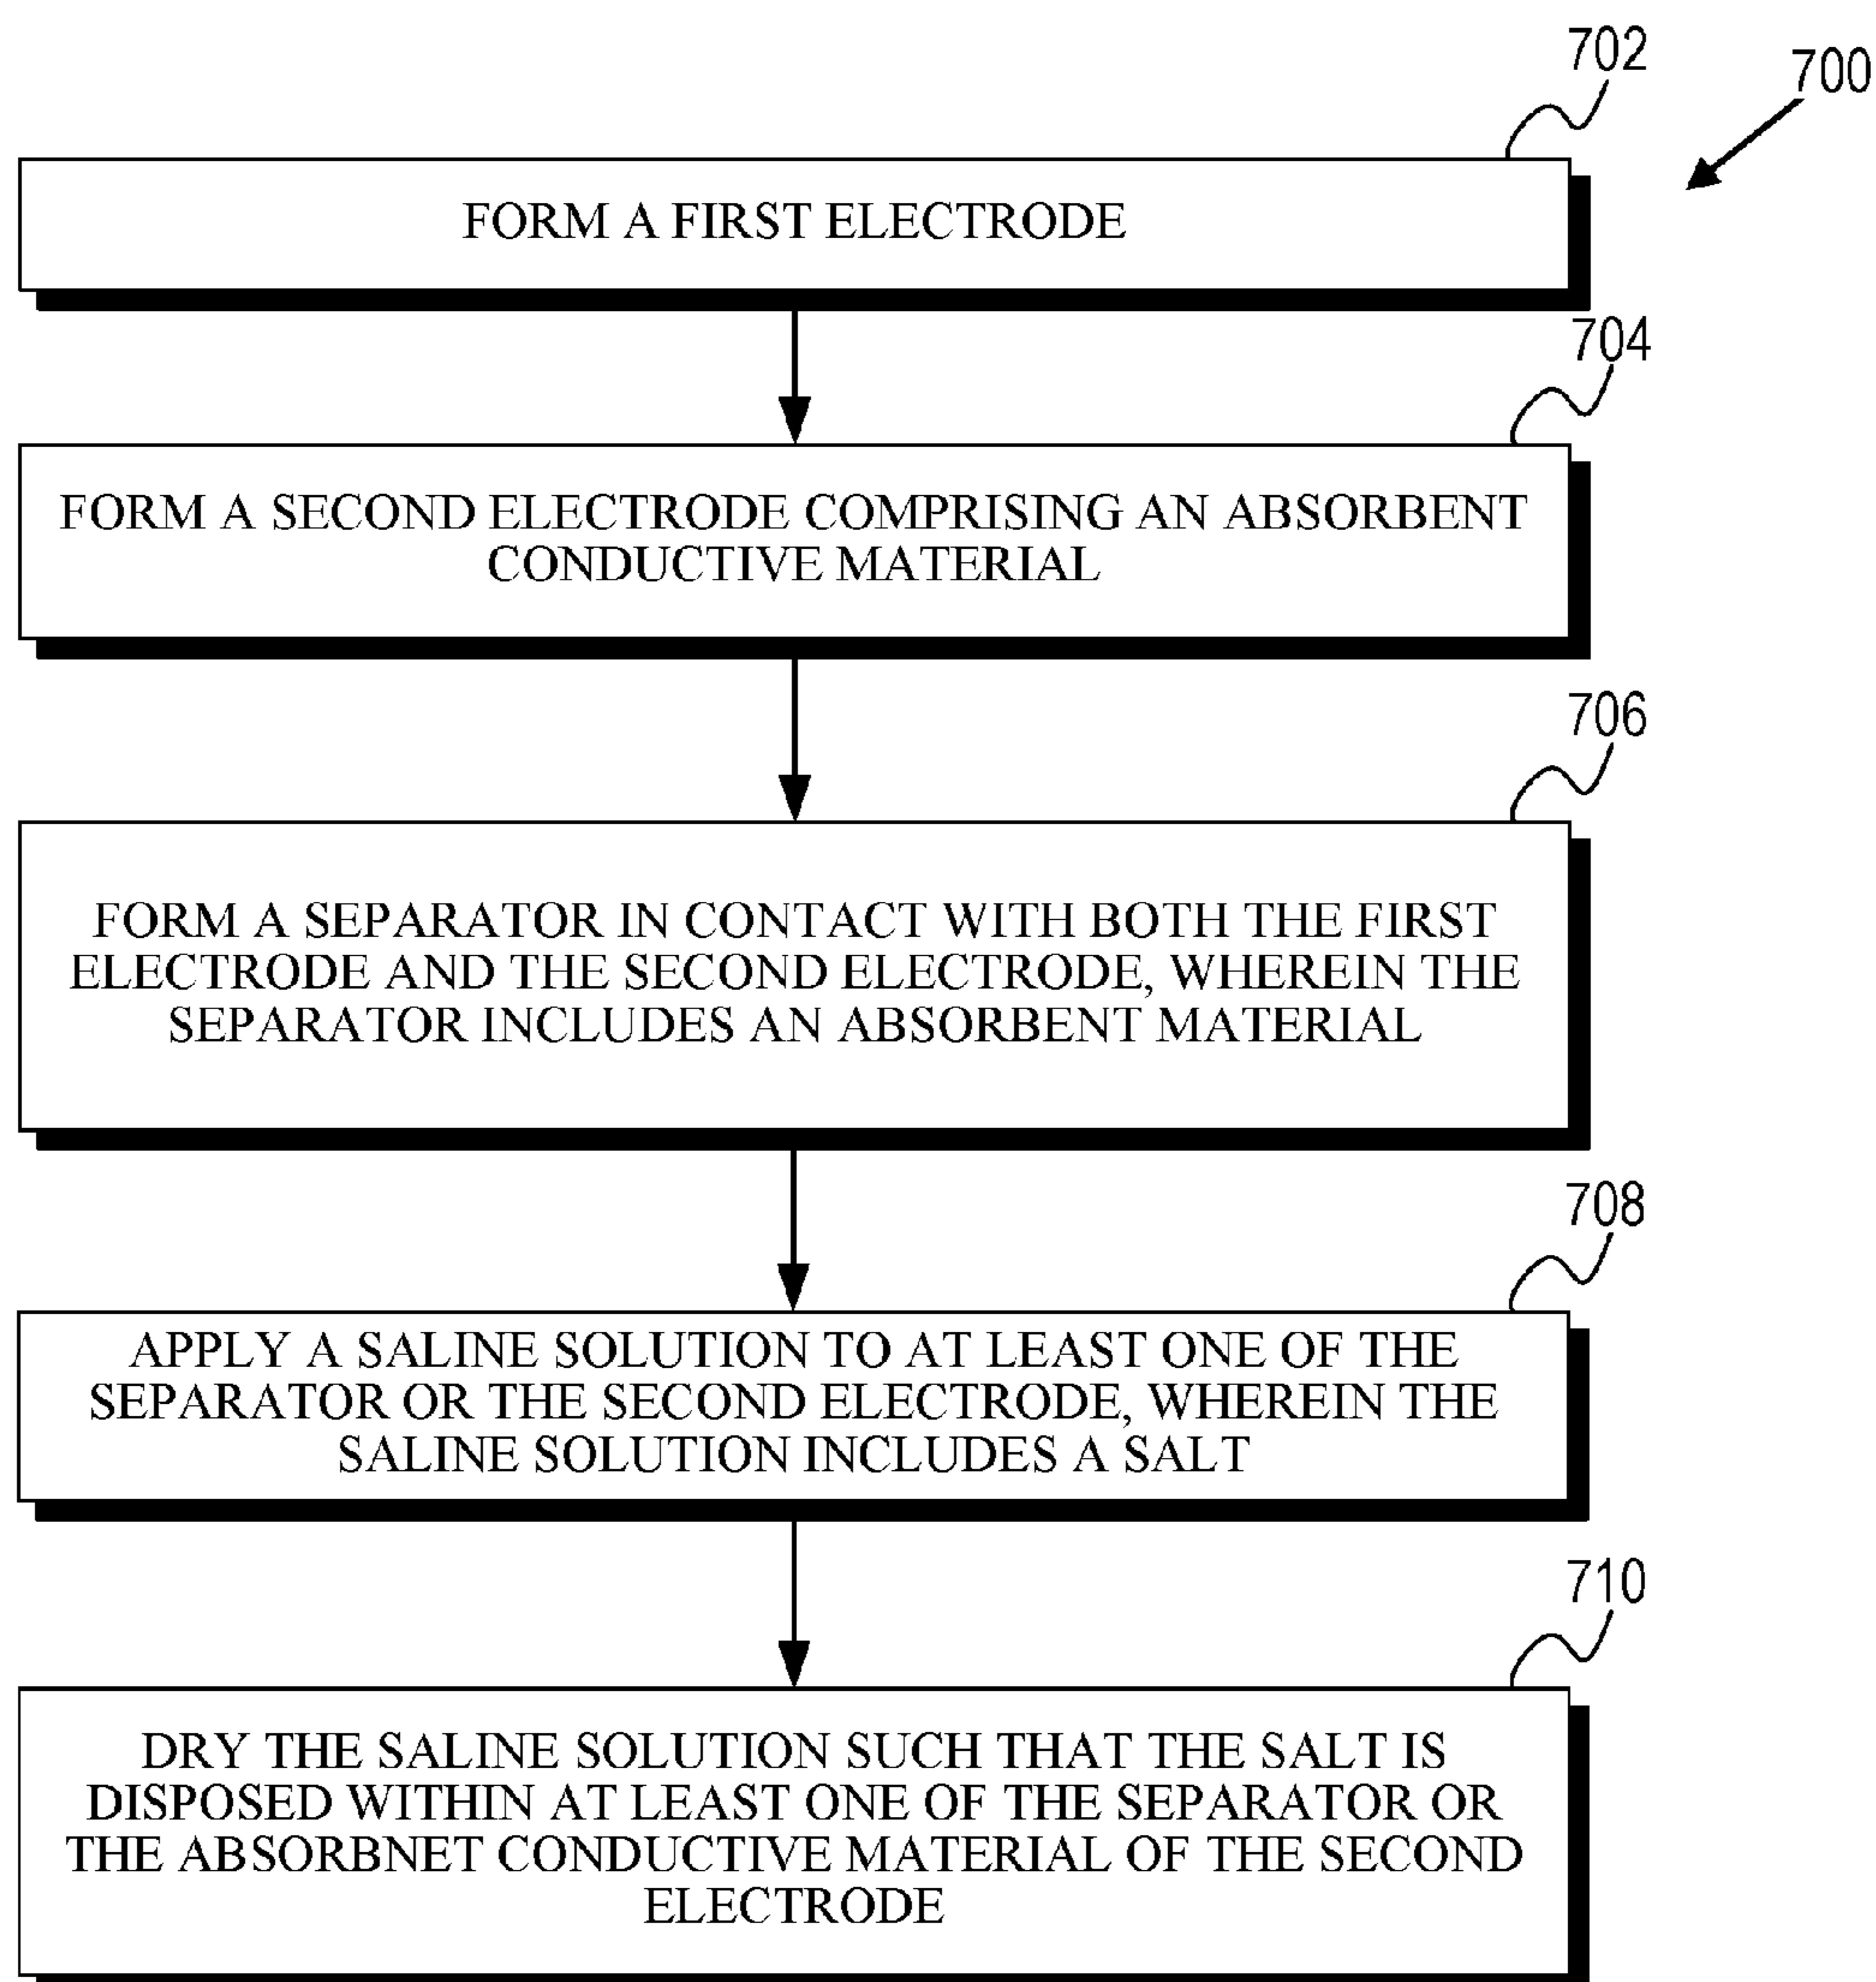 702
700
FORM A FIRST ELECTRODE
704
FORM A SECOND ELECTRODE COMPRISING AN ABSORBENT
CONDUCTIVE MATERIAL
706
FORM A SEPARATOR IN CONTACT WITH BOTH THE FIRST
ELECTRODE AND THE SECOND ELECTRODE, WHEREIN THE
SEPARATOR INCLUDES AN ABSORBENT MATERIAL
708
APPLY A SALINE SOLUTION TO AT LEAST ONE OF THE
SEPARATOR OR THE SECOND ELECTRODE, WHEREIN THE
SALINE SOLUTION INCLUDES A SALT
710
DRY THE SALINE SOLUTION SUCH THAT THE SALT IS
DISPOSED WITHIN AT LEAST ONE OF THE SEPARATOR OR
THE ABSORBNET CONDUCTIVE MATERIAL OF THE SECOND
ELECTRODE